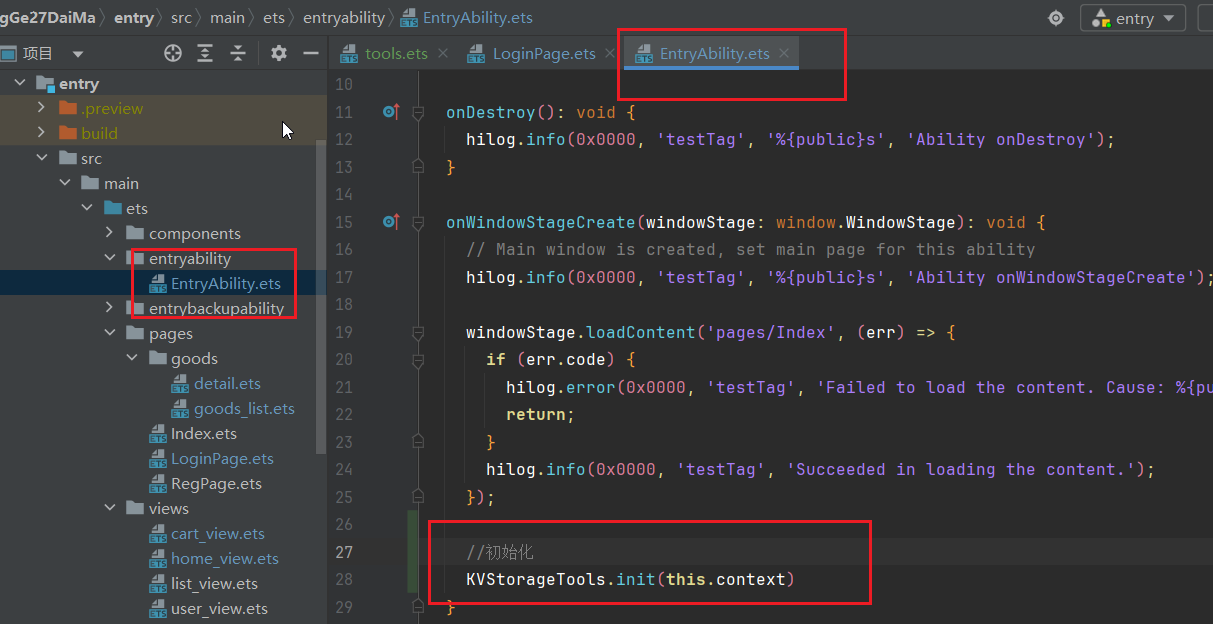 gGe27DaiMa entry src main ets entryability EntryAbility.ets entry
项目 tools.ets LoginPage.ets EntryAbility.ets
entry
.preview
build
src
main
ets
components
entryability
EntryAbility.ets
entrybackupability
pages
goods
detail.ets
goods_list.ets
Index.ets
LoginPage.ets
RegPage.ets
views
cart_view.ets
home_view.ets
list_view.ets
user_view.ets
10
11 onDestroy(): void {
12 hilog.info(0x0000, 'testTag', '%{public}s', 'Ability onDestroy');
13 }
14
15 onWindowStageCreate(windowStage: window.WindowStage): void {
16 // Main window is created, set main page for this ability
17 hilog.info(0x0000, 'testTag', '%{public}s', 'Ability onWindowStageCreate');
18
19 windowStage.loadContent('pages/Index', (err) => {
20 if (err.code) {
21 hilog.error(0x0000, 'testTag', 'Failed to load the content. Cause: %{pu
22 return;
23 }
24 hilog.info(0x0000, 'testTag', 'Succeeded in loading the content.');
25 });
26
27 //初始化
28 KVStorageTools.init(this.context)
29 }